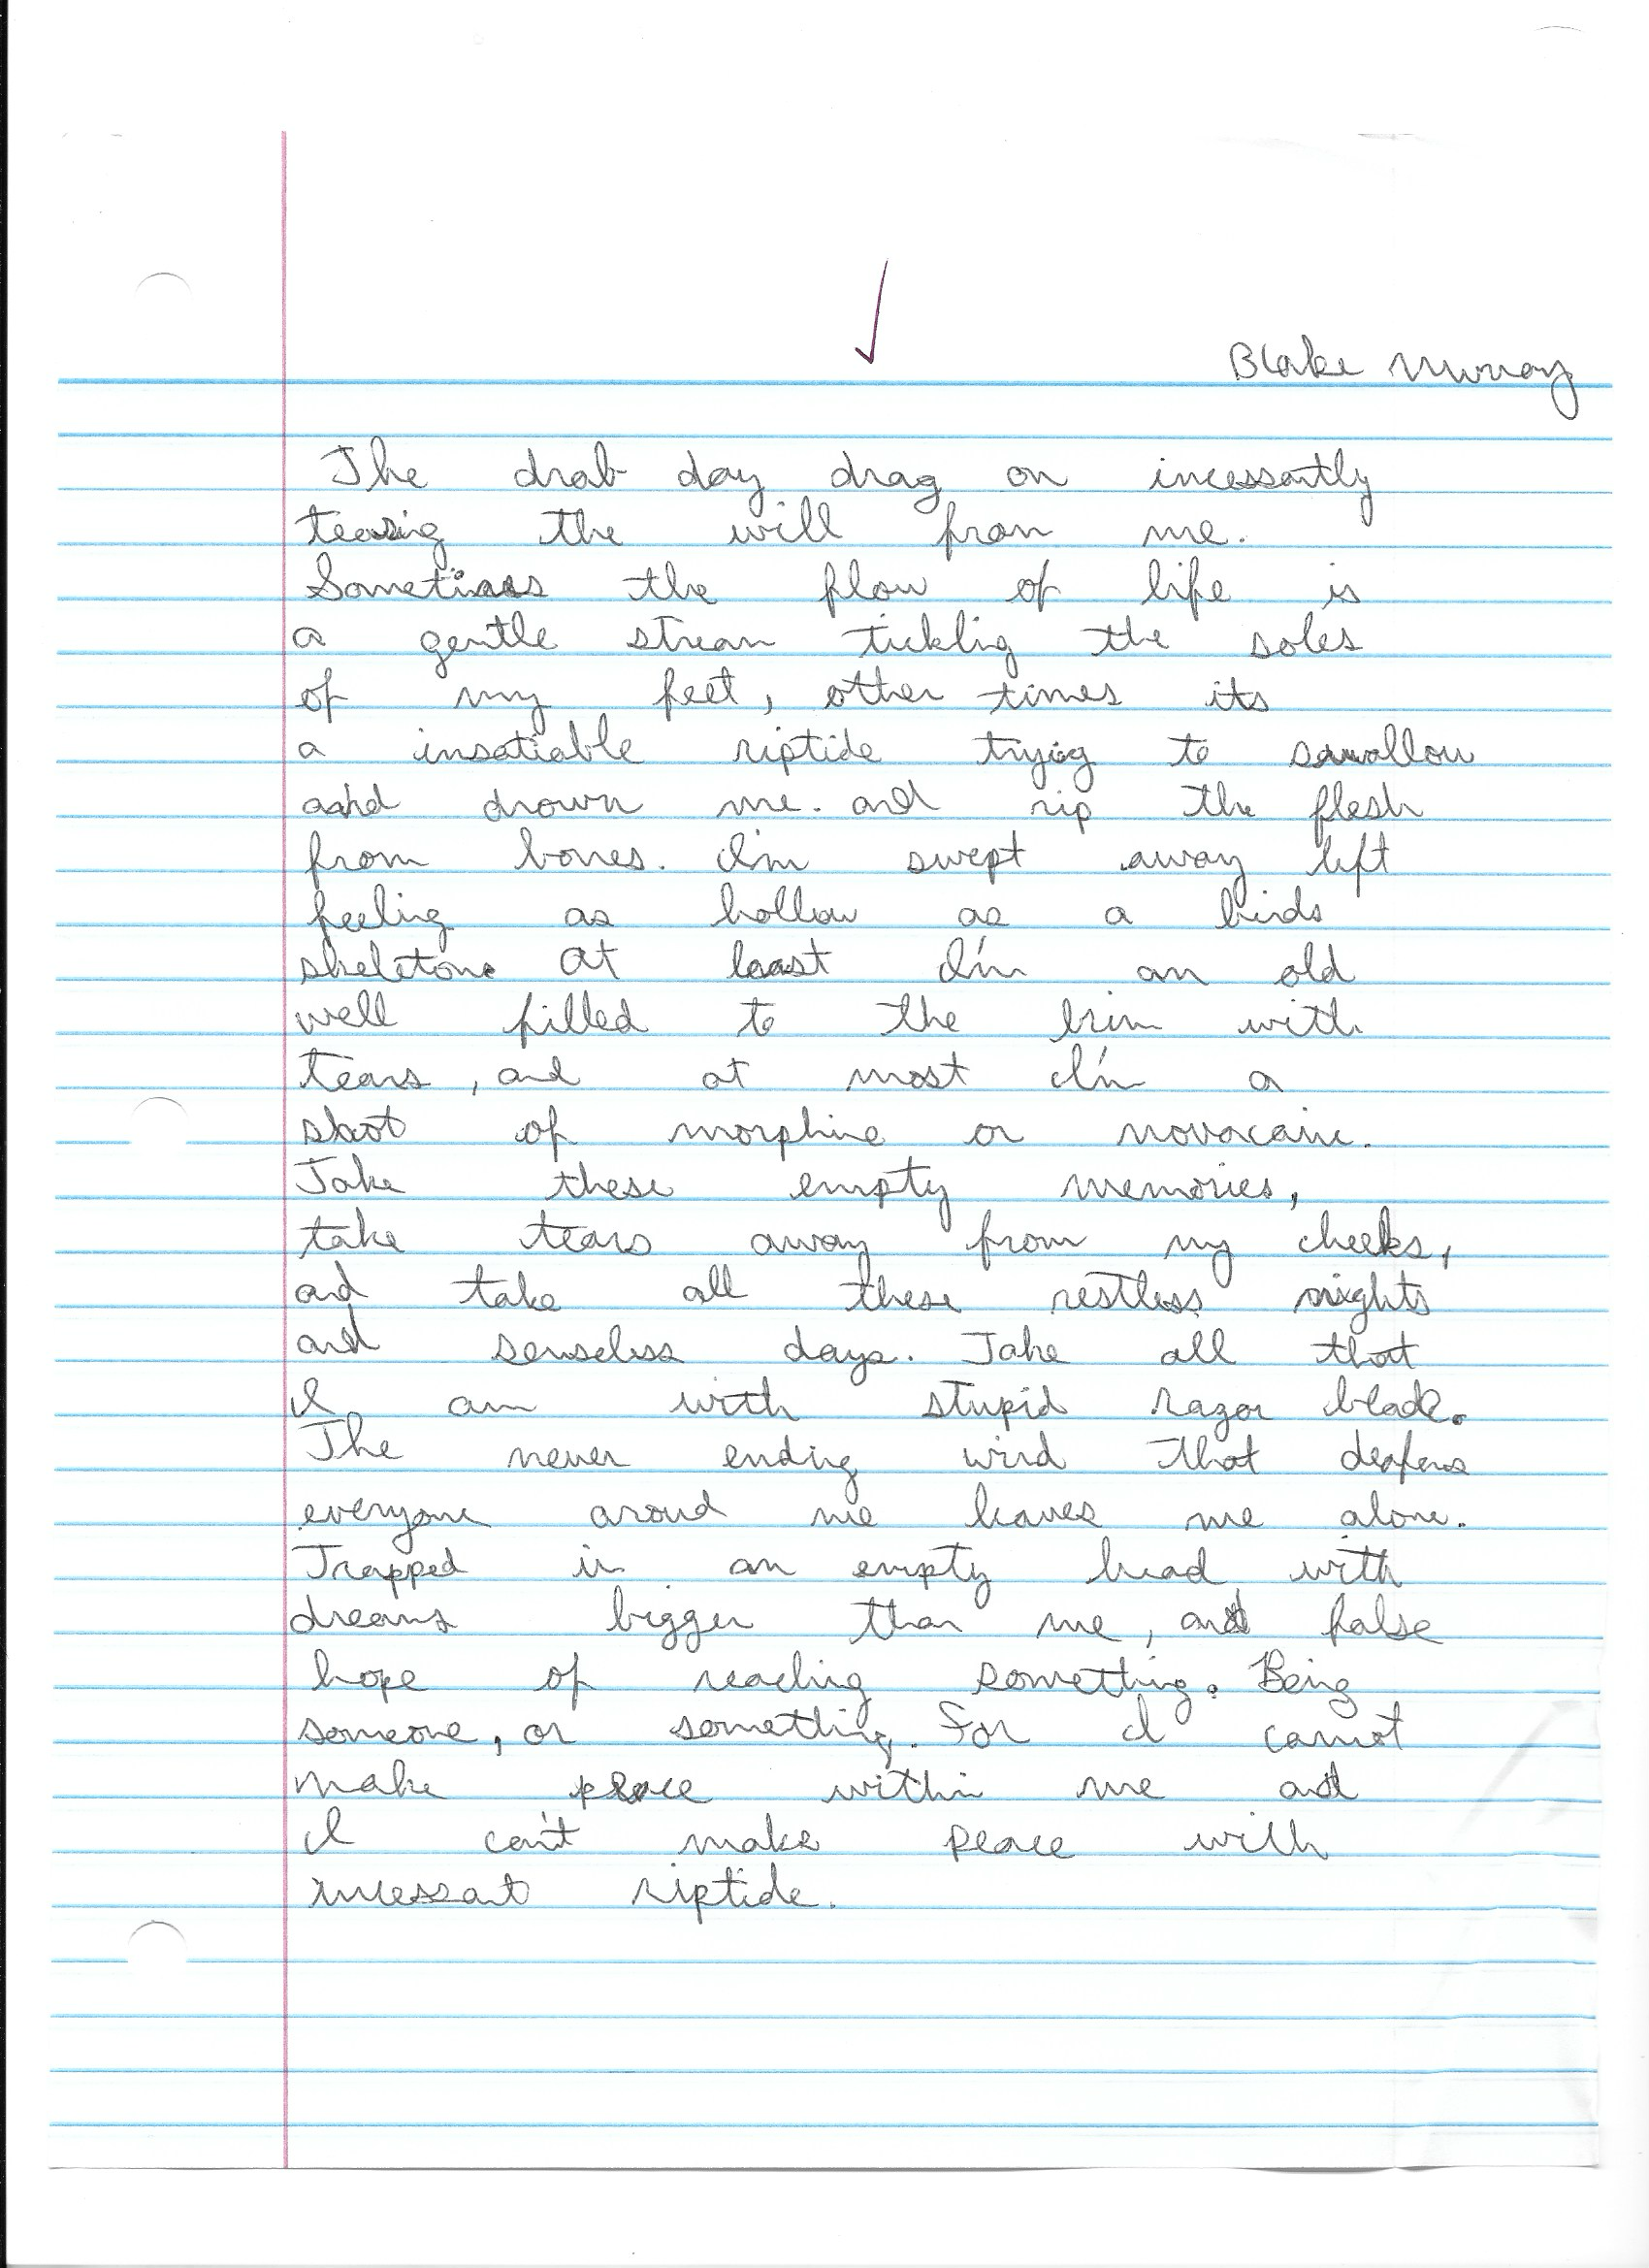 Blake Murray
The drab day drag on incessantly
teasing the will from me.
Sometimes the flow of life is
a gentle stream tickling the soles
of my feet, other times its
a insatiable riptide trying to swallow
and drown me. and rip the flesh
from bones. I'm swept away left
feeling as hollow as a birds
skeleton. At least I'm an old
well filled to the brim with
tears, and at most I'm a
shot of morphine or novocaine.
Take these empty memories,
take tears away from my cheeks,
and take all these restless nights
and senseless days. Take all that
I am with stupid razor blade.
The never ending wind that deafens
everyone around me leaves me alone.
Trapped in an empty head with
dreams bigger than me, and false
hope of reaching something. Being
someone, or something. For I cannot
make peace within me and
I can't make peace with
incessant riptide.